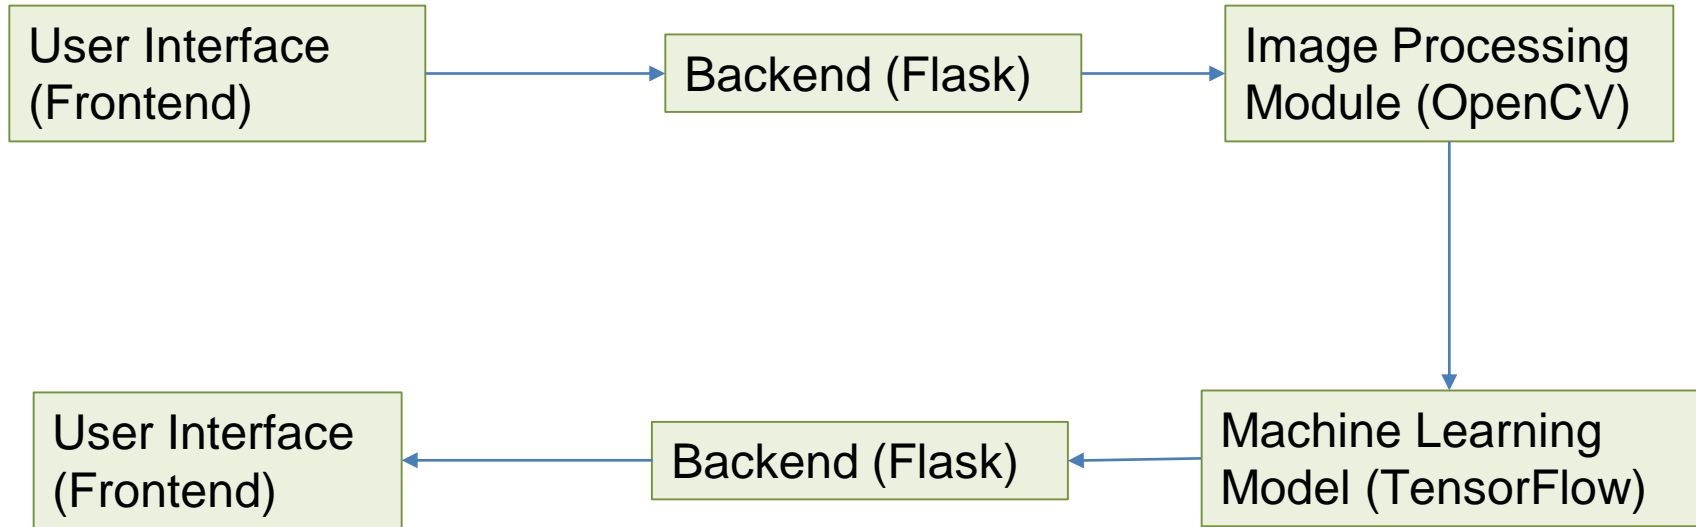 User Interface
(Frontend)
Backend (Flask)
Image Processing
Module (OpenCV)
User Interface
(Frontend)
Backend (Flask)
Machine Learning
Model (TensorFlow)